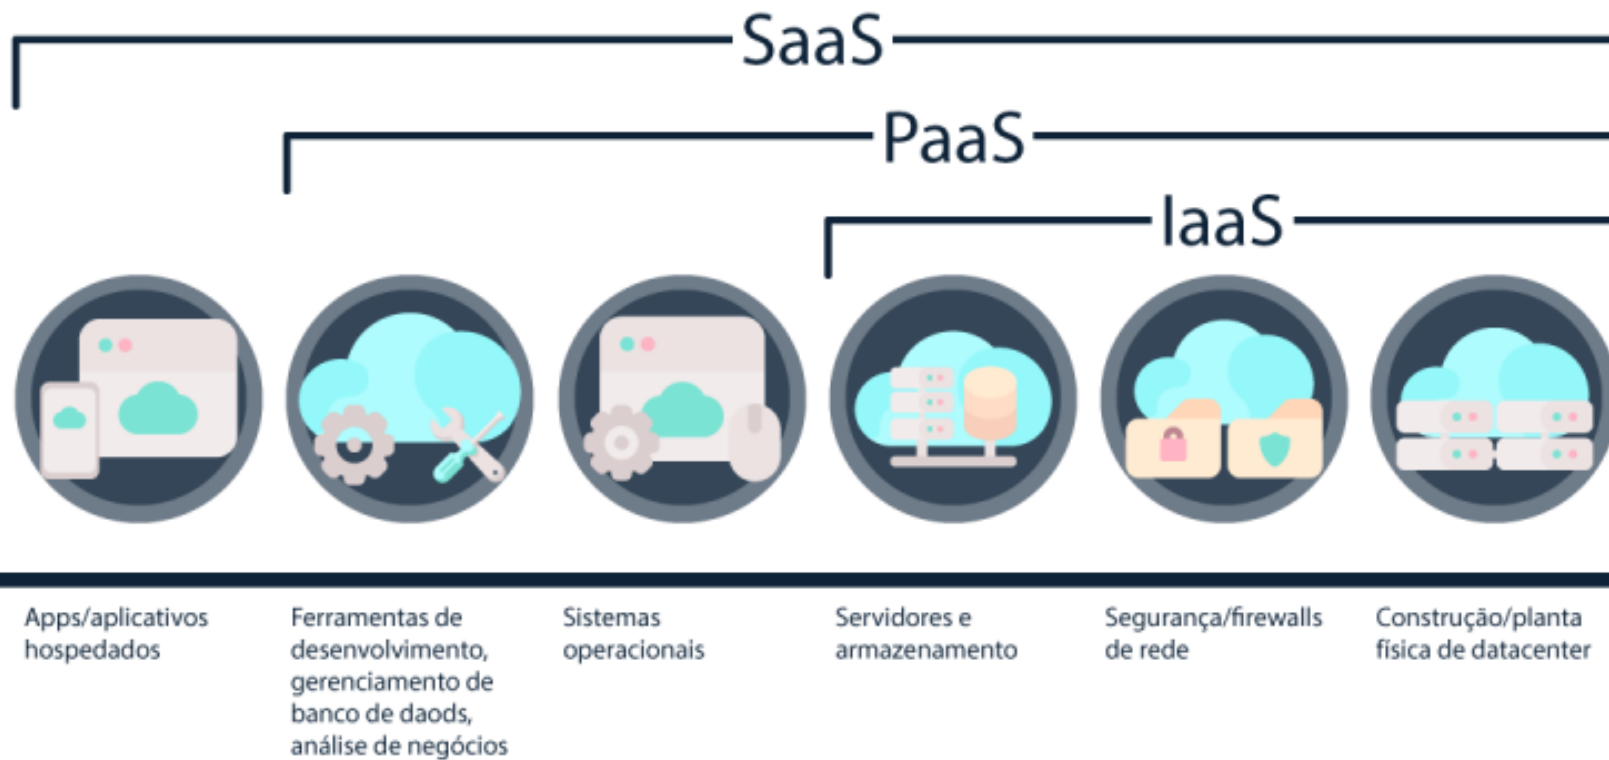 SaaS
PaaS
IaaS
Apps/aplicativos
hospedados
Ferramentas de
desenvolvimento,
gerenciamento de
banco de daods,
análise de negócios
Sistemas
operacionais
Servidores e
armazenamento
Segurança/firewalls
de rede
Construção/planta
física de datacenter